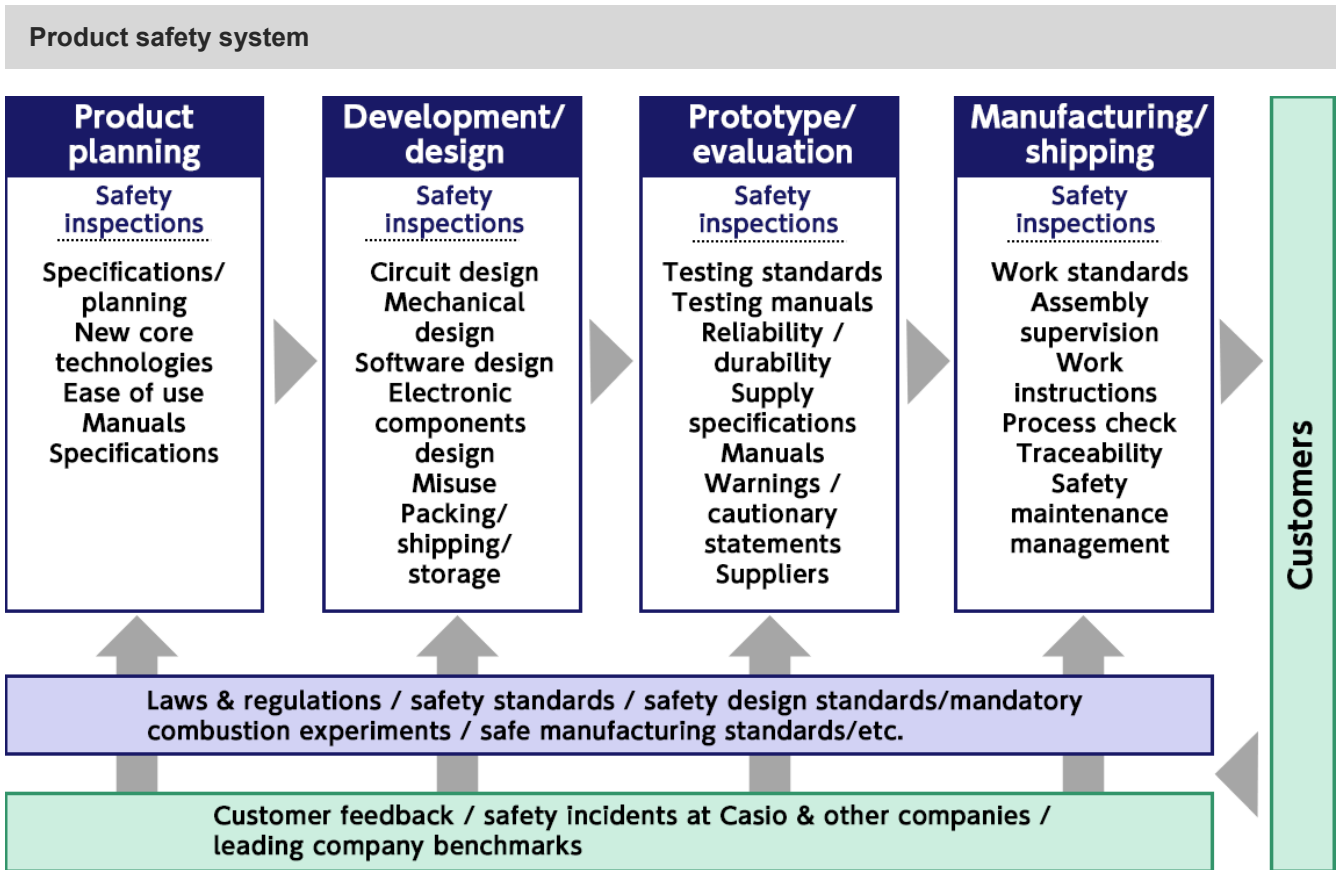 Product safety system
Product
planning
Safety
inspections
Specifications/
planning
New core
technologies
Ease of use
Manuals
Specifications
Development/
design
Safety
inspections
Circuit design
Mechanical
design
Software design
Electronic
components
design
Misuse
Packing/
shipping/
storage
Prototype/
evaluation
Safety
inspections
Testing standards
Testing manuals
Reliability /
durability
Supply
specifications
Manuals
Warnings /
cautionary
statements
Suppliers
Manufacturing/
shipping
Safety
inspections
Work standards
Assembly
supervision
Work
instructions
Process check
Traceability
Safety
maintenance
management
Customers
Laws & regulations / safety standards / safety design standards/mandatory
combustion experiments / safe manufacturing standards/etc.
Customer feedback / safety incidents at Casio & other companies /
leading company benchmarks